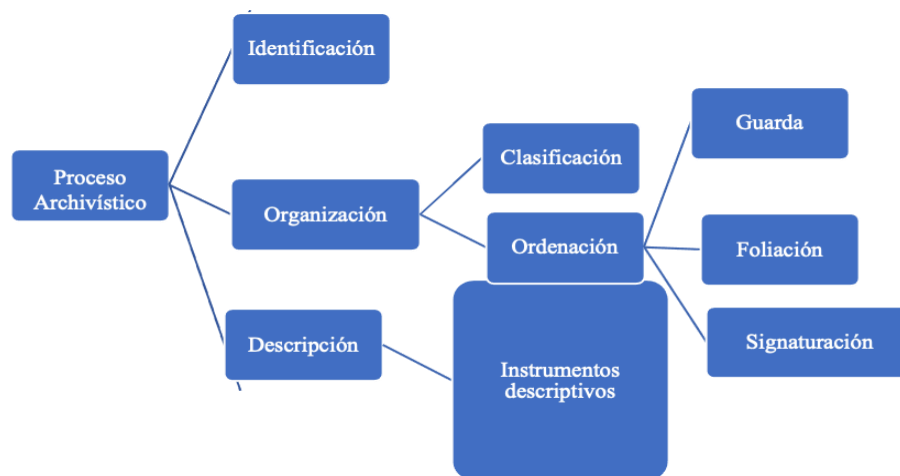 Proceso
Archivístico
Identificación
Organización
Descripción
Clasificación
Ordenación
Instrumentos
descriptivos
Guarda
Foliación
Signaturación